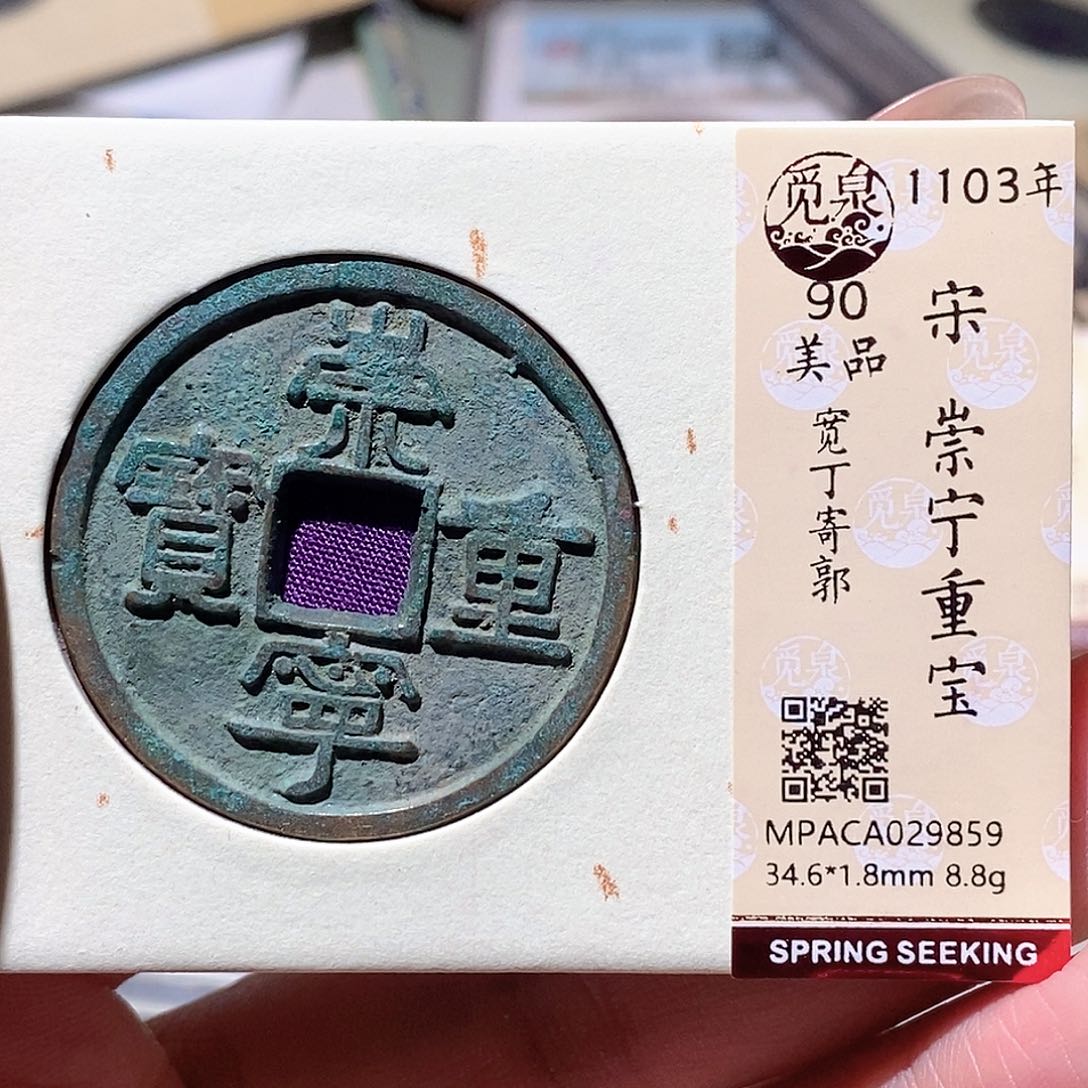 崇
寧
重
寶
觅泉
1103年
90
美品
宽丁寄郭
宋 崇宁重宝
MPACA029859
34.6*1.8mm 8.8g
SPRING SEEKING